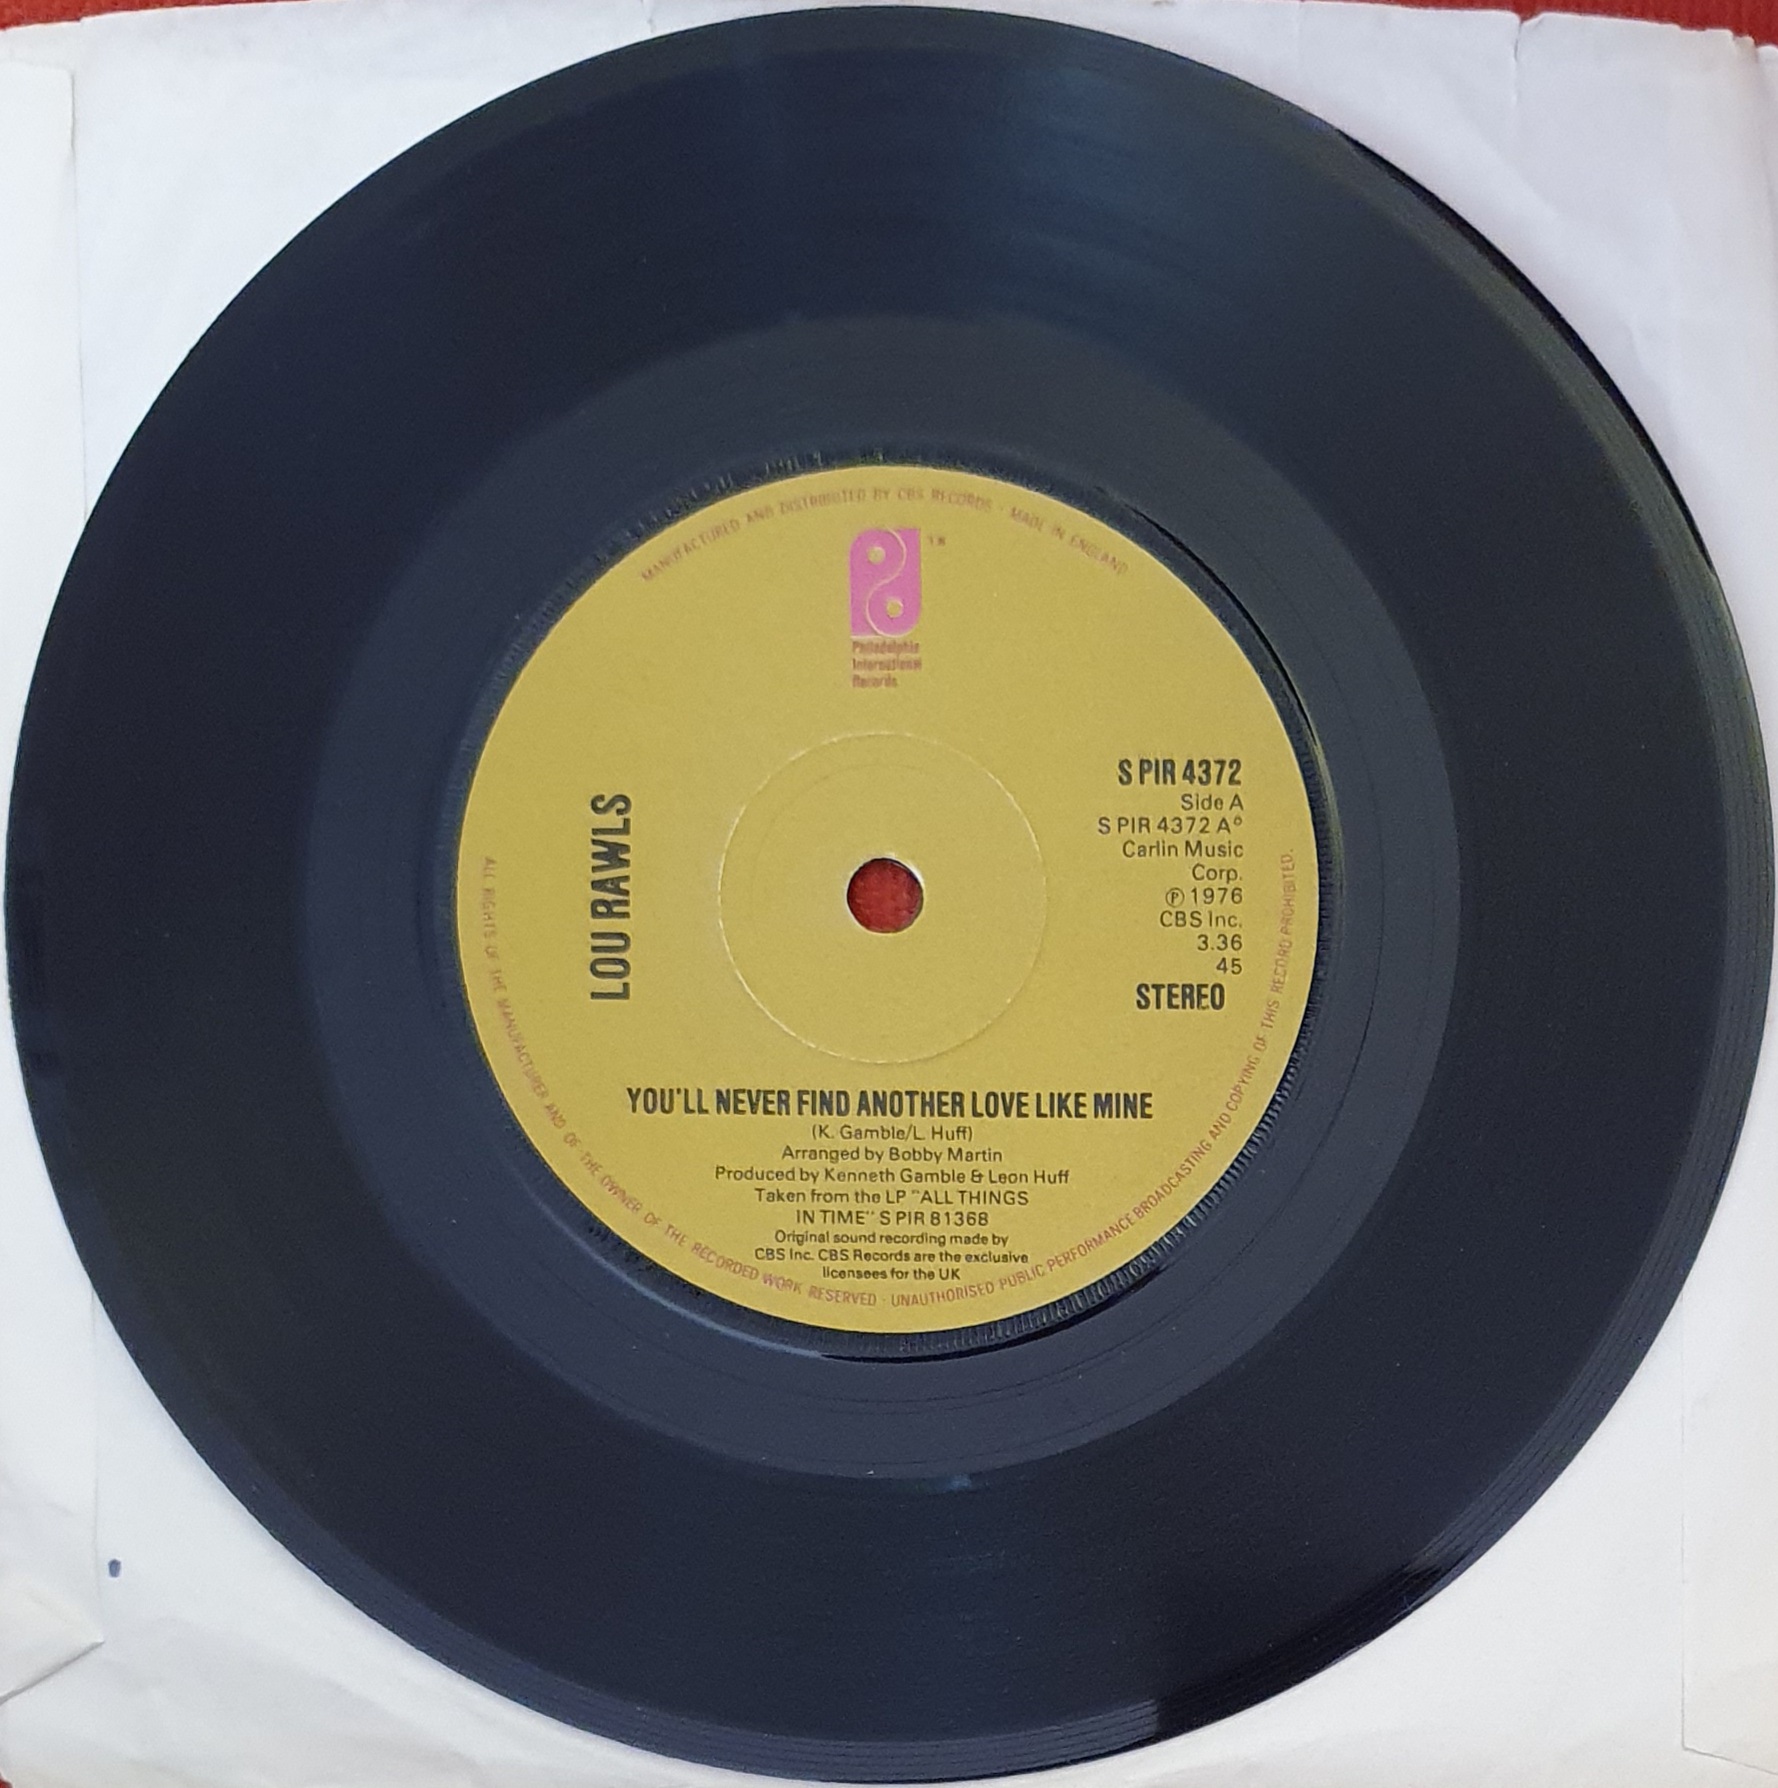 MANUFACTURED AND DISTRIBUTED BY CBS RECORDS · MADE IN ENGLAND
TM
Philadelphia
International
Records
LOU RAWLS
S PIR 4372
Side A
S PIR 4372 A°
Carlin Music
Corp.
℗ 1976
CBS Inc.
3.36
45
STEREO
YOU'LL NEVER FIND ANOTHER LOVE LIKE MINE
(K. Gamble/L. Huff)
Arranged by Bobby Martin
Produced by Kenneth Gamble & Leon Huff
Taken from the LP "ALL THINGS
IN TIME" S PIR 81368
Original sound recording made by
CBS Inc. CBS Records are the exclusive
licensees for the UK
ALL RIGHTS OF THE MANUFACTURER AND OF THE OWNER OF THE RECORDED WORK RESERVED · UNAUTHORISED PUBLIC PERFORMANCE BROADCASTING AND COPYING OF THIS RECORD PROHIBITED.